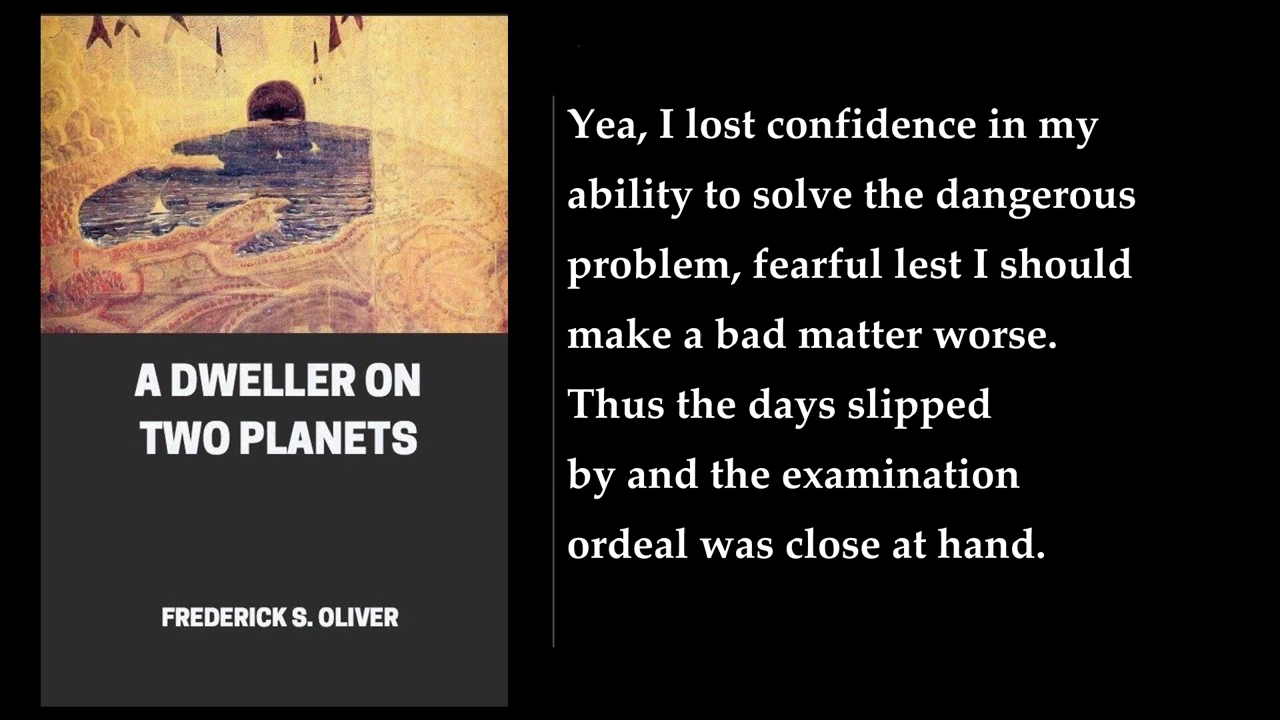 A DWELLER ON
TWO PLANETS
FREDERICK S. OLIVER
Yea, I lost confidence in my
ability to solve the dangerous
problem, fearful lest I should
make a bad matter worse.
Thus the days slipped
by and the examination
ordeal was close at hand.